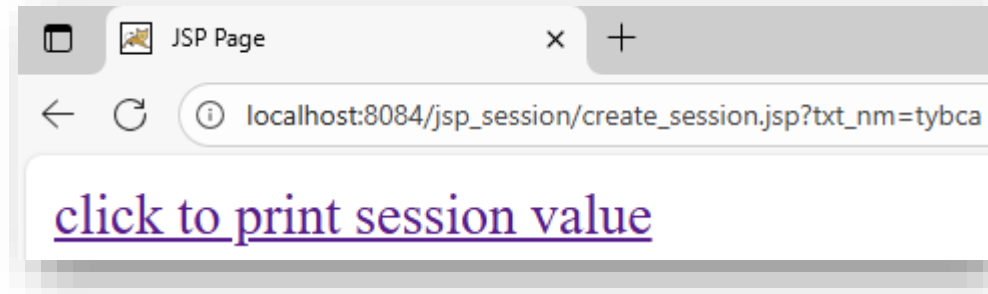 JSP Page
localhost:8084/jsp_session/create_session.jsp?txt_nm=tybca
click to print session value